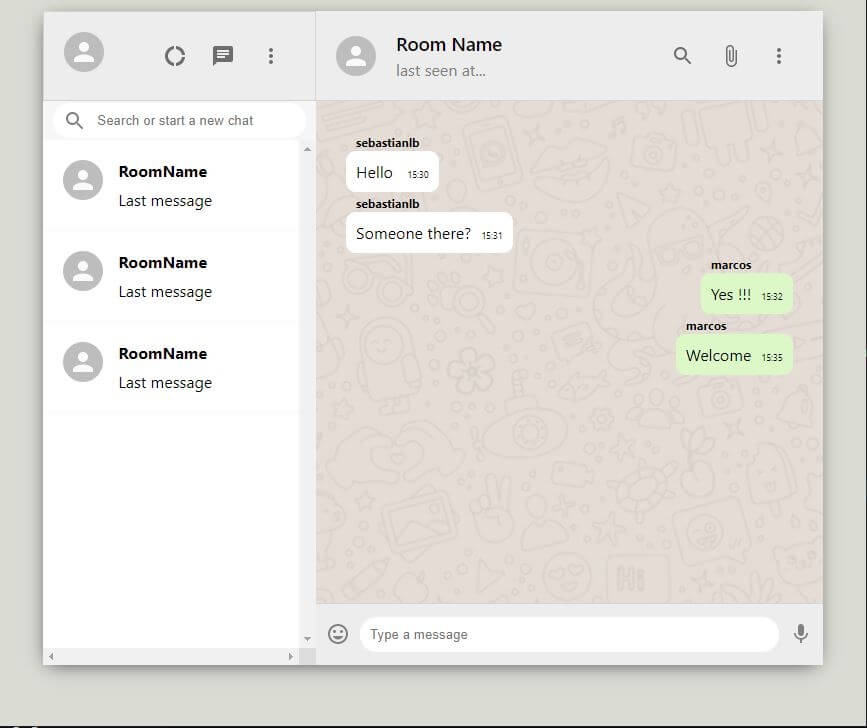 Room Name
last seen at...
Search or start a new chat
RoomName
Last message
RoomName
Last message
RoomName
Last message
sebastianlb
Hello 15:30
sebastianlb
Someone there? 15:31
marcos
Yes !!! 15:32
marcos
Welcome 15:35
Hi
Type a message